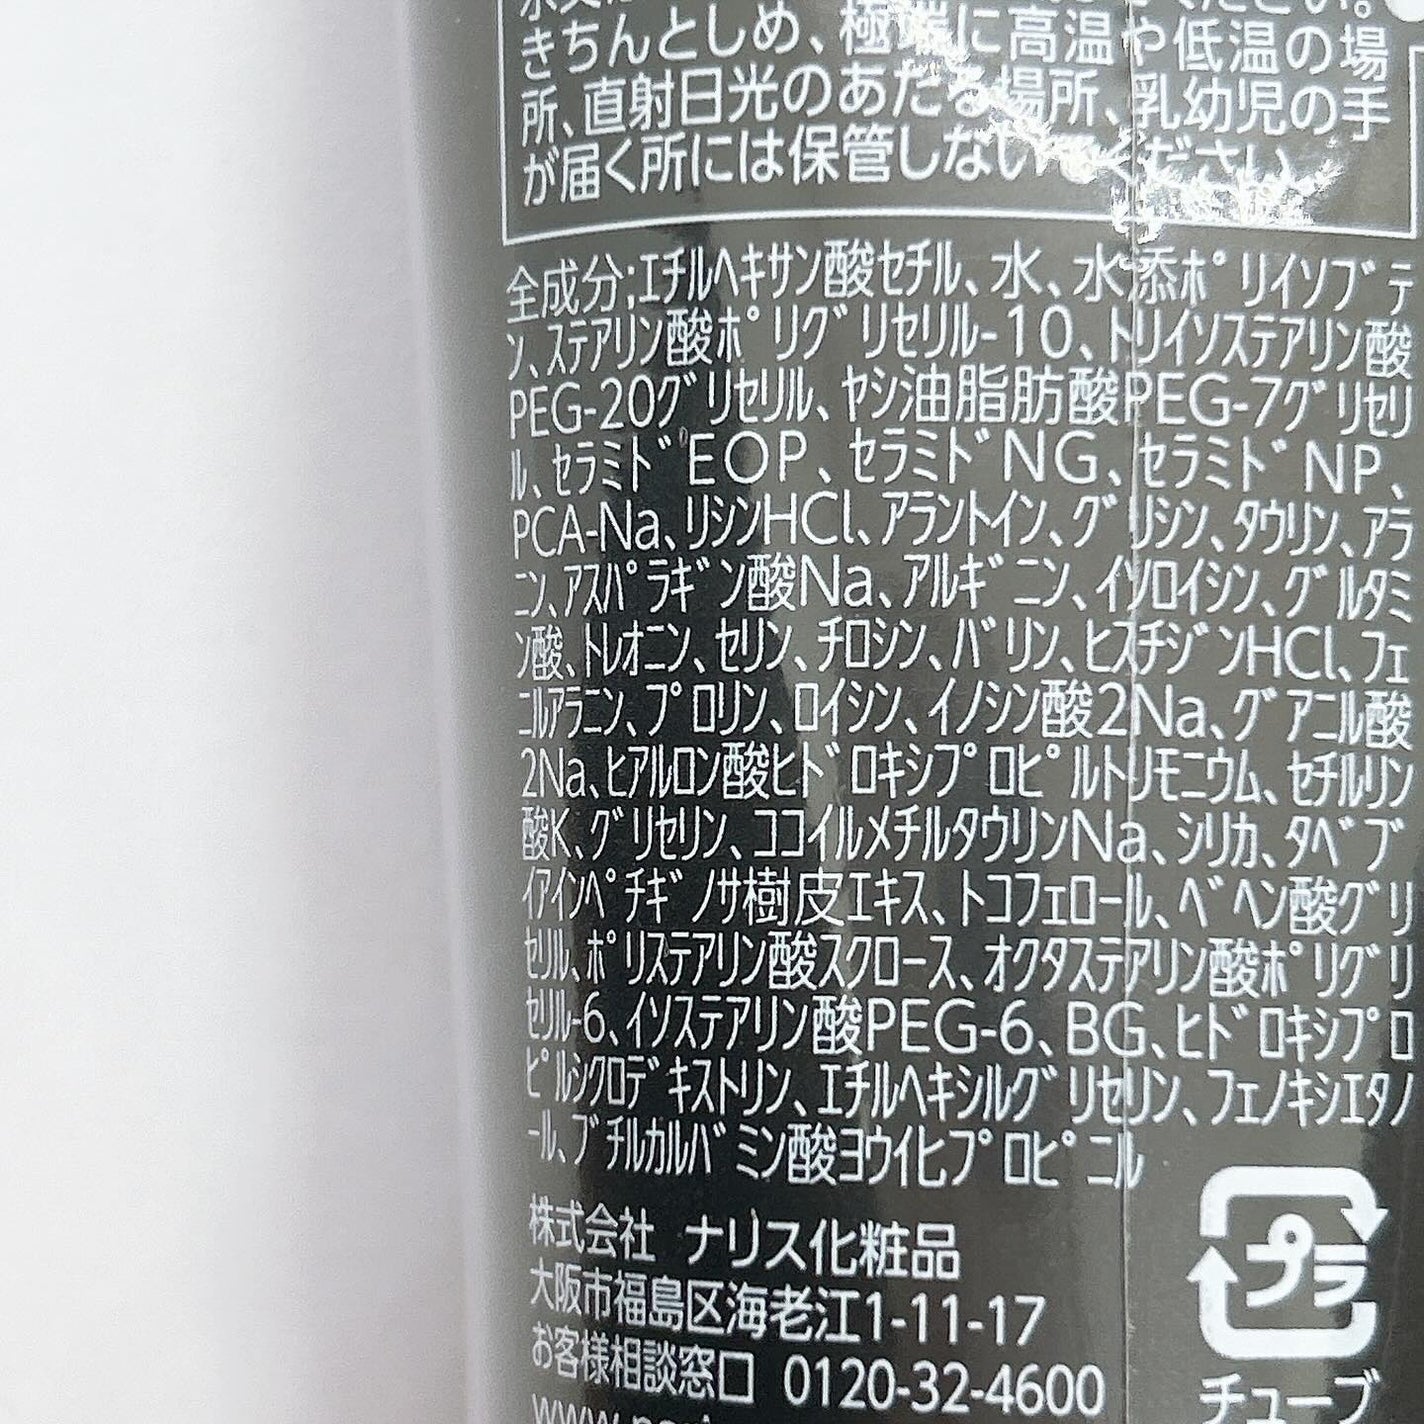 きちんとしめ、極端に高温や低温の場
所、直射日光のあたる場所、乳幼児の手
が届く所には保管しないでください。
全成分:エチルヘキサン酸セチル、水、水添ポリイソブテ
ン、ステアリン酸ポリグリセリル-10、トリイソステアリン酸
PEG-20グリセリル、ヤシ油脂肪酸PEG-7グリセリ
ル、セラミドEOP、セラミドNG、セラミドNP、
PCA-Na、リシンHCl、アラントイン、グリシン、タウリン、アラ
ニン、アスパラギン酸Na、アルギニン、イソロイシン、グルタミ
ン酸、トレオニン、セリン、チロシン、バリン、ヒスチジンHCl、フェ
ニルアラニン、プロリン、ロイシン、イノシン酸2Na、グアニル酸
2Na、ヒアルロン酸ヒドロキシプロピルトリモニウム、セチルリン
酸K、グリセリン、ココイルメチルタウリンNa、シリカ、タベブ
イアインペチギノサ樹皮エキス、トコフェロール、ベヘン酸グリ
セリル、ポリステアリン酸スクロース、オクタステアリン酸ポリグリ
セリル-6、イソステアリン酸PEG-6、BG、ヒドロキシプロ
ピルシクロデキストリン、エチルヘキシルグリセリン、フェノキシエタノ
ール、ブチルカルバミン酸ヨウ化プロピニル
株式会社 ナリス化粧品
大阪市福島区海老江1-11-17
お客様相談窓口 0120-32-4600
プラ
チューブ